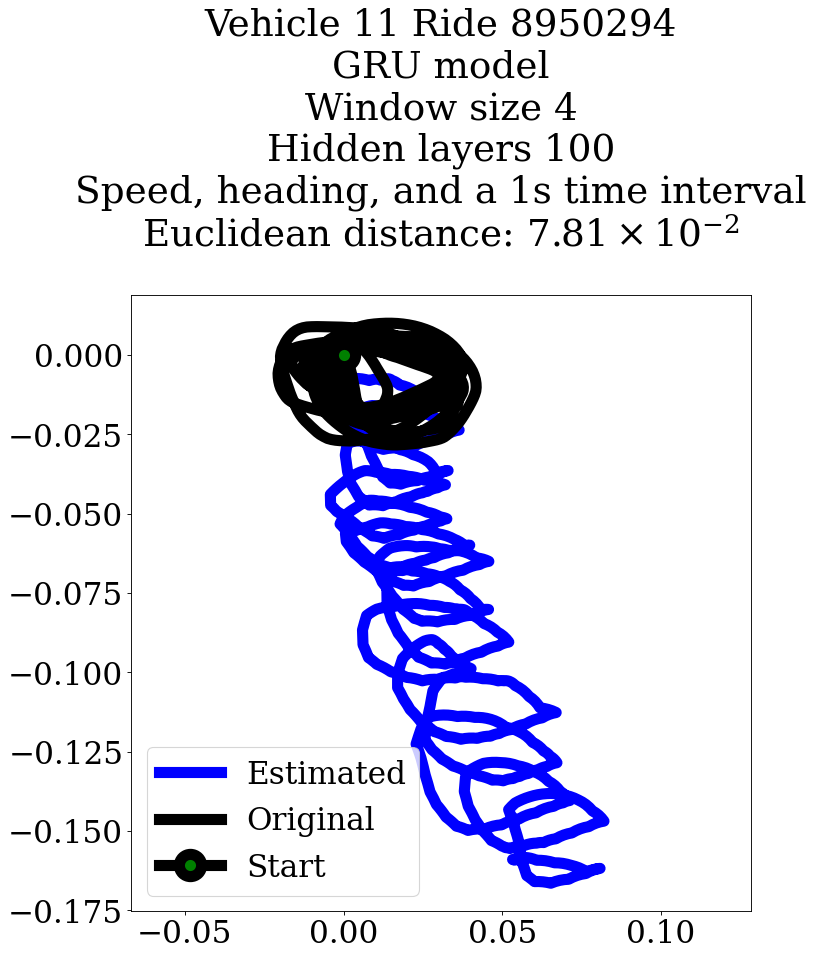 Vehicle 11 Ride 8950294
GRU model
Window size 4
Hidden layers 100
Speed, heading, and a 1s time interval
Euclidean distance: 7.81 × 10⁻²
0.000
−0.025
−0.050
−0.075
−0.100
−0.125
−0.150
−0.175
Estimated
Original
Start
−0.05 0.00 0.05 0.10